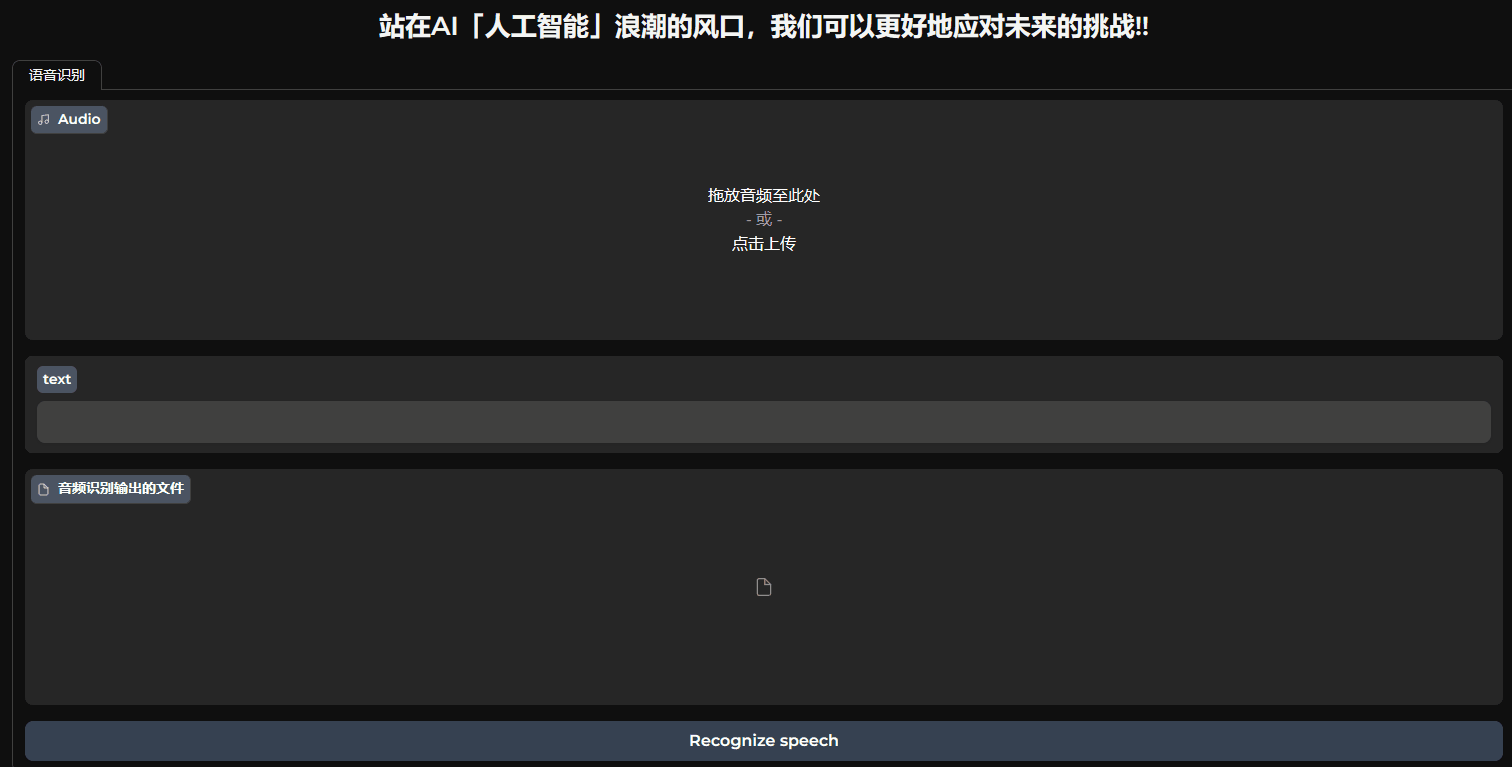 站在AI「人工智能」浪潮的风口，我们可以更好地应对未来的挑战!!
语音识别
Audio
拖放音频至此处
- 或 -
点击上传
text
音频识别输出的文件
Recognize speech